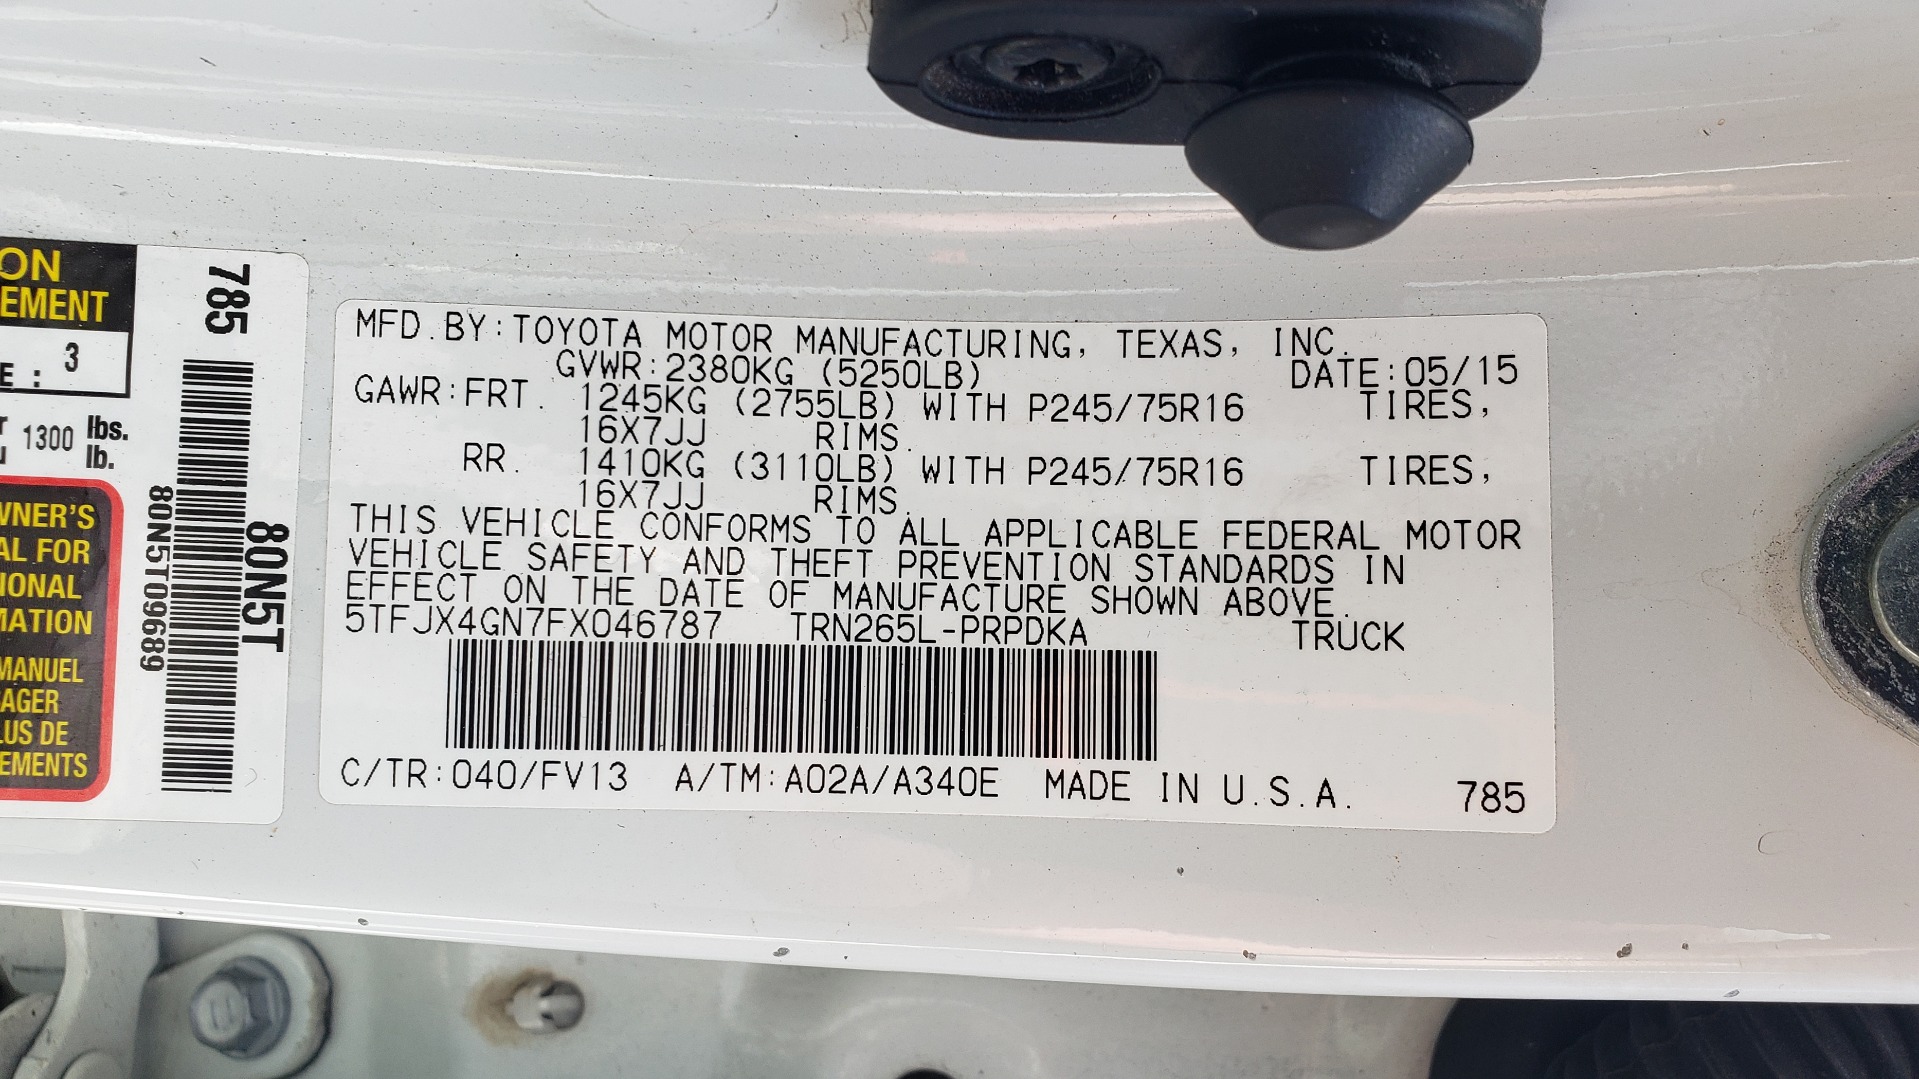 ON
EMENT
E : 3
1300 lbs.
lb.
WNER'S
AL FOR
IONAL
MATION
MANUEL
AGER
LUS DE
EMENTS
785
80N5T
80N5T09689
MFD.BY:TOYOTA MOTOR MANUFACTURING, TEXAS, INC.
GVWR:2380KG (5250LB) DATE:05/15
GAWR:FRT. 1245KG (2755LB) WITH P245/75R16 TIRES,
16X7JJ RIMS.
RR. 1410KG (3110LB) WITH P245/75R16 TIRES,
16X7JJ RIMS.
THIS VEHICLE CONFORMS TO ALL APPLICABLE FEDERAL MOTOR
VEHICLE SAFETY AND THEFT PREVENTION STANDARDS IN
EFFECT ON THE DATE OF MANUFACTURE SHOWN ABOVE.
5TFJX4GN7FX046787 TRN265L-PRPDKA TRUCK
C/TR:040/FV13 A/TM:A02A/A340E MADE IN U.S.A. 785